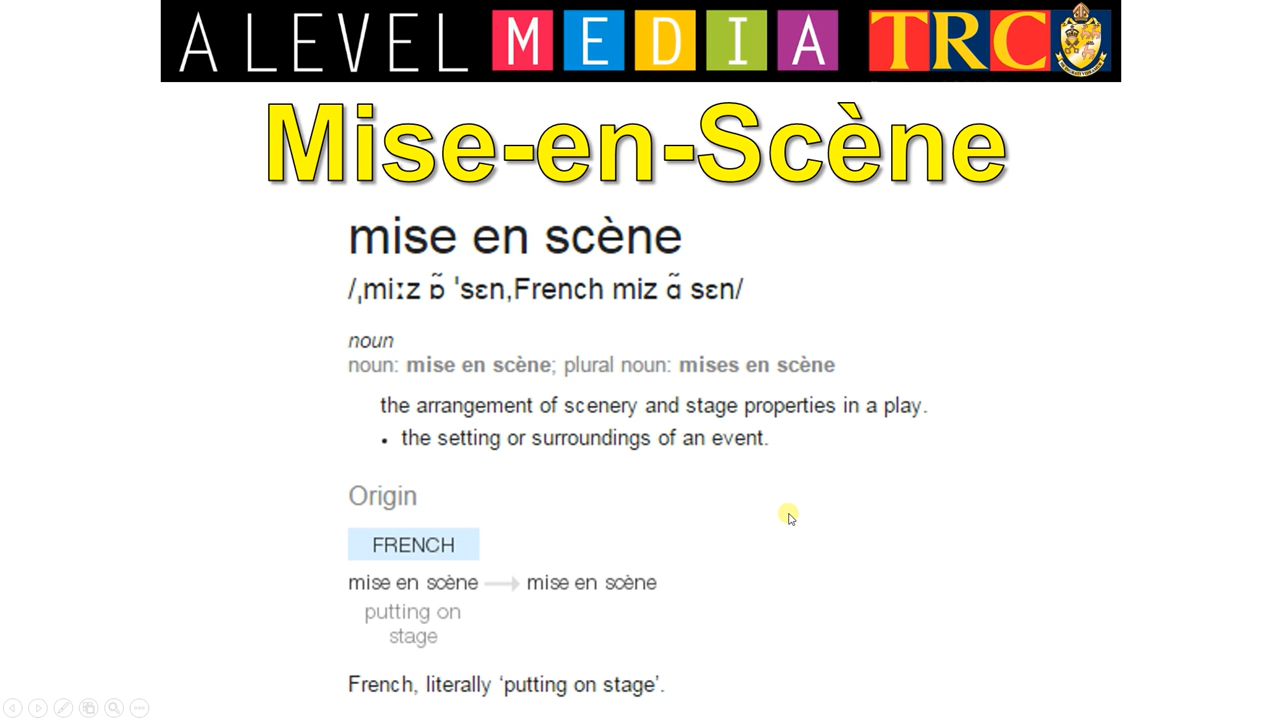 A LEVEL MEDIA TRC
Mise-en-Scène
mise en scène
/ˌmiːz ɒ̃ ˈsɛn,French miz ɑ̃ sɛn/
noun
noun: mise en scène; plural noun: mises en scène
the arrangement of scenery and stage properties in a play.
• the setting or surroundings of an event.
Origin
FRENCH
mise en scène → mise en scène
putting on
stage
French, literally ‘putting on stage’.